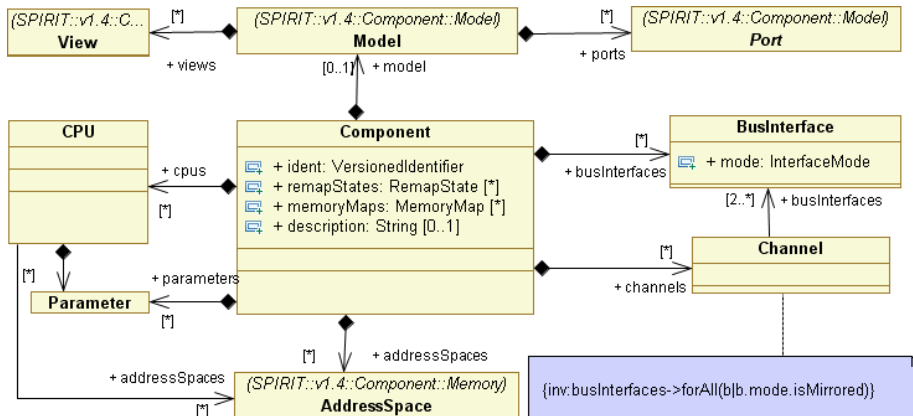 (SPIRIT::v1.4::C...
View
[*]
+ views
(SPIRIT::v1.4::Component::Model)
Model
[*]
+ ports
(SPIRIT::v1.4::Component::Model)
Port
[0..1]
+ model
CPU
+ cpus
[*]
Component
+ ident: VersionedIdentifier
+ remapStates: RemapState [*]
+ memoryMaps: MemoryMap [*]
+ description: String [0..1]
[*]
+ busInterfaces
BusInterface
+ mode: InterfaceMode
[2..*]
+ busInterfaces
Channel
[*]
+ channels
[*]
Parameter
+ parameters
[*]
[*]
+ addressSpaces
+ addressSpaces
[*]
(SPIRIT::v1.4::Component::Memory)
AddressSpace
{inv:busInterfaces->forAll(b|b.mode.isMirrored)}